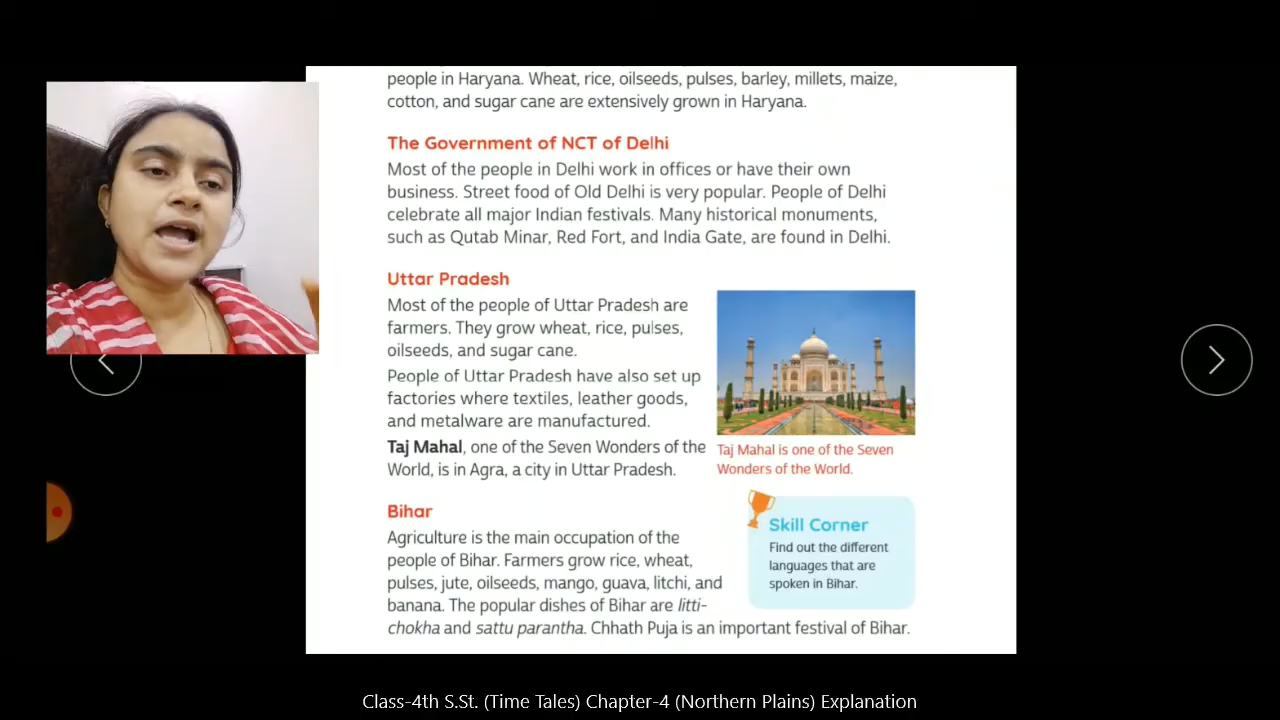 people in Haryana. Wheat, rice, oilseeds, pulses, barley, millets, maize,
cotton, and sugar cane are extensively grown in Haryana.
The Government of NCT of Delhi
Most of the people in Delhi work in offices or have their own
business. Street food of Old Delhi is very popular. People of Delhi
celebrate all major Indian festivals. Many historical monuments,
such as Qutab Minar, Red Fort, and India Gate, are found in Delhi.
Uttar Pradesh
Most of the people of Uttar Pradesh are
farmers. They grow wheat, rice, pulses,
oilseeds, and sugar cane.
People of Uttar Pradesh have also set up
factories where textiles, leather goods,
and metalware are manufactured.
Taj Mahal, one of the Seven Wonders of the
World, is in Agra, a city in Uttar Pradesh.
Taj Mahal is one of the Seven
Wonders of the World.
Bihar
Agriculture is the main occupation of the
people of Bihar. Farmers grow rice, wheat,
pulses, jute, oilseeds, mango, guava, litchi, and
banana. The popular dishes of Bihar are litti-
chokha and sattu parantha. Chhath Puja is an important festival of Bihar.
Skill Corner
Find out the different
languages that are
spoken in Bihar.
Class-4th S.St. (Time Tales) Chapter-4 (Northern Plains) Explanation